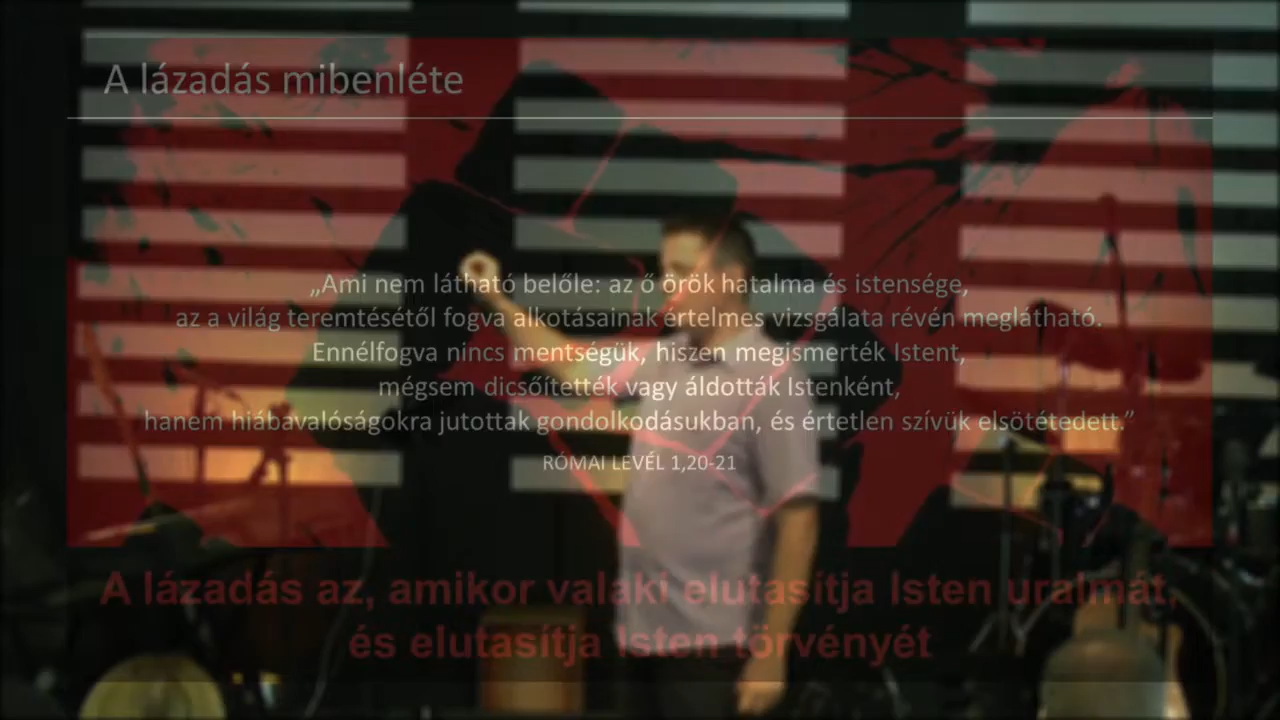 A lázadás mibenléte
„Ami nem látható belőle: az ő örök hatalma és istensége,
az a világ teremtésétől fogva alkotásainak értelmes vizsgálata révén meglátható.
Ennélfogva nincs mentségük, hiszen megismerték Istent,
mégsem dicsőítették vagy áldották Istenként,
hanem hiábavalóságokra jutottak gondolkodásukban, és értetlen szívük elsötétedett.”
RÓMAI LEVÉL 1,20-21
A lázadás az, amikor valaki elutasítja Isten uralmát,
és elutasítja Isten törvényét